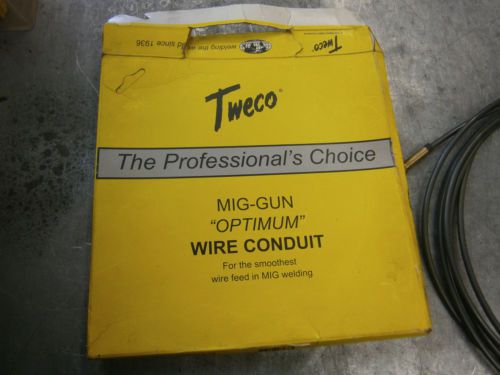 welding the w d since 1936
Tweco
Tweco®
The Professional's Choice
MIG-GUN
"OPTIMUM"
WIRE CONDUIT
For the smoothest
wire feed in MIG welding